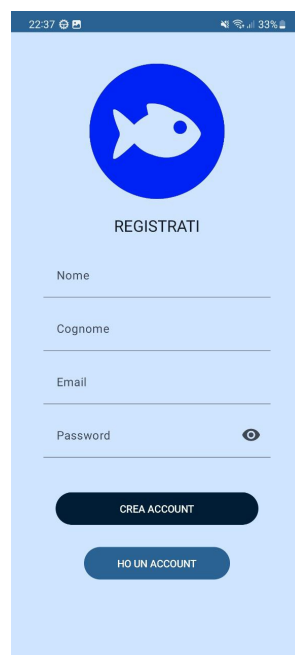 22:37 33%
REGISTRATI
Nome
Cognome
Email
Password
CREA ACCOUNT
HO UN ACCOUNT